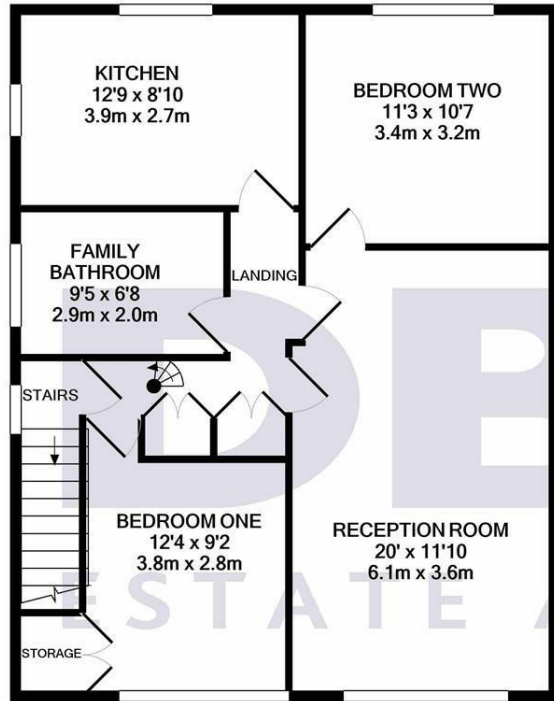 KITCHEN
12'9 x 8'10
3.9m x 2.7m
BEDROOM TWO
11'3 x 10'7
3.4m x 3.2m
FAMILY
BATHROOM
9'5 x 6'8
2.9m x 2.0m
LANDING
STAIRS
BEDROOM ONE
12'4 x 9'2
3.8m x 2.8m
RECEPTION ROOM
20' x 11'10
6.1m x 3.6m
STORAGE
DB
ESTATE A